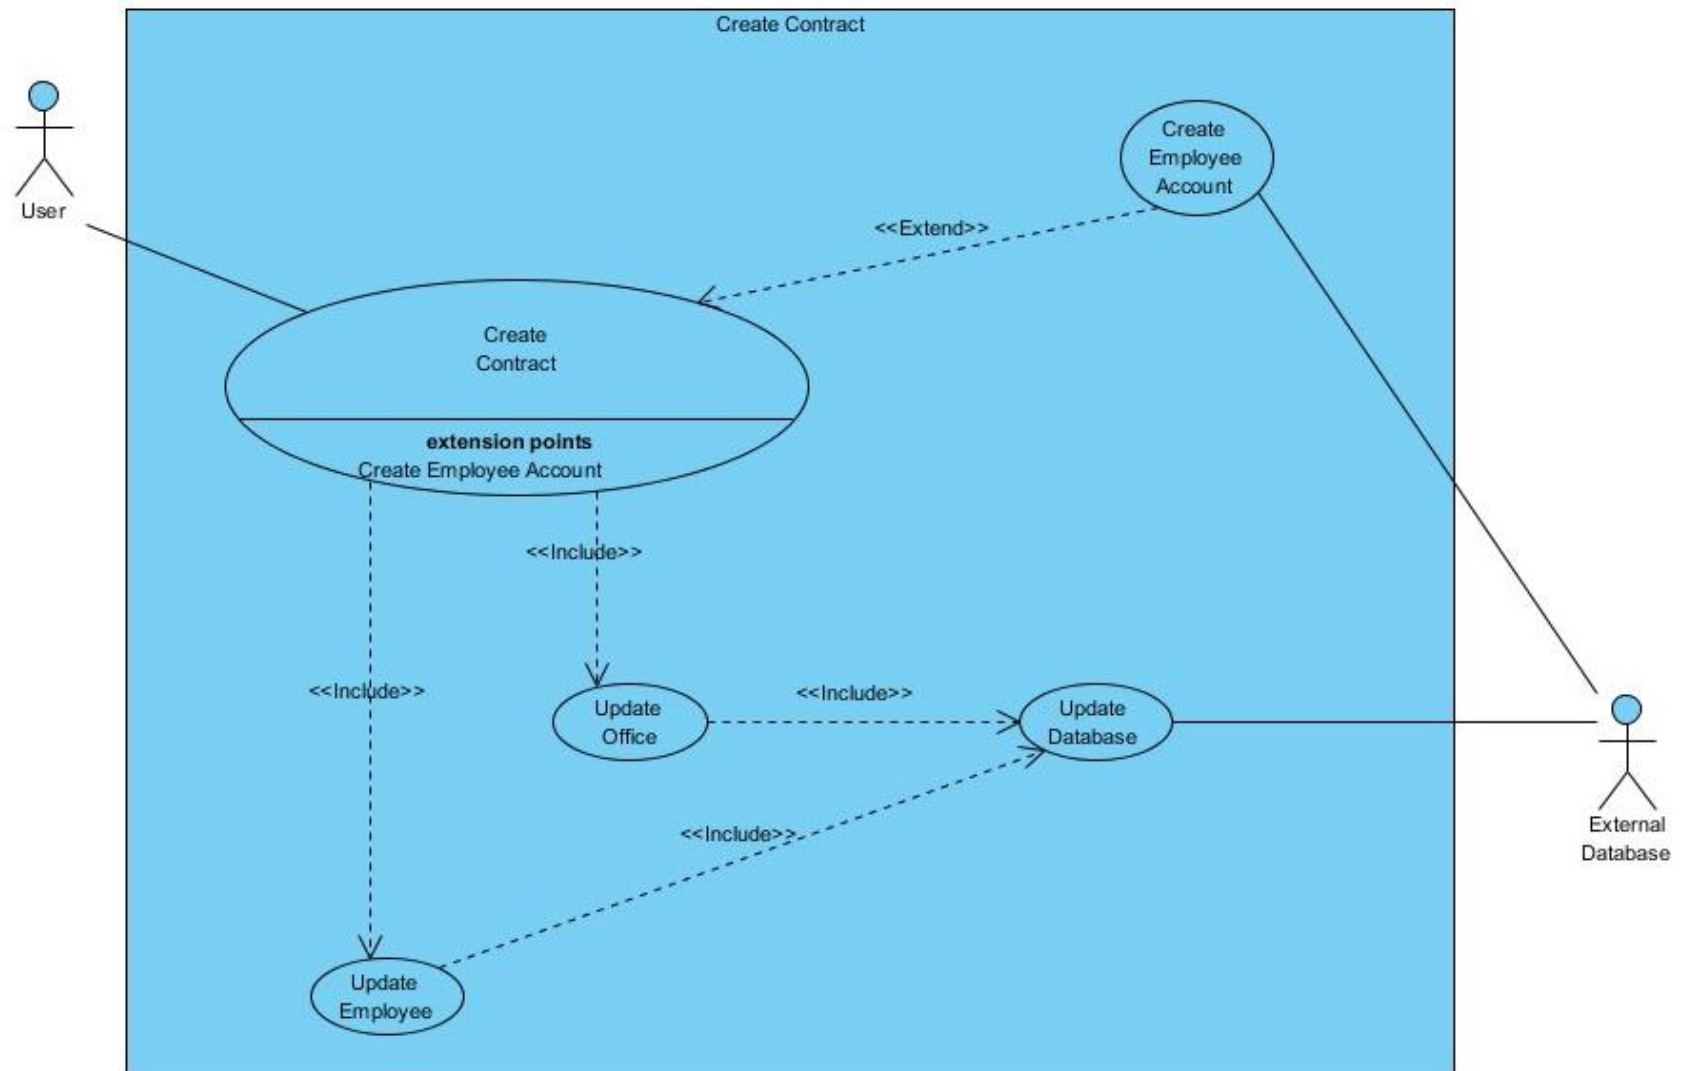 Create Contract
User
Create
Employee
Account
<<Extend>>
Create
Contract
extension points
Create Employee Account
<<Include>>
<<Include>>
<<Include>>
Update
Office
Update
Database
<<Include>>
External
Database
Update
Employee